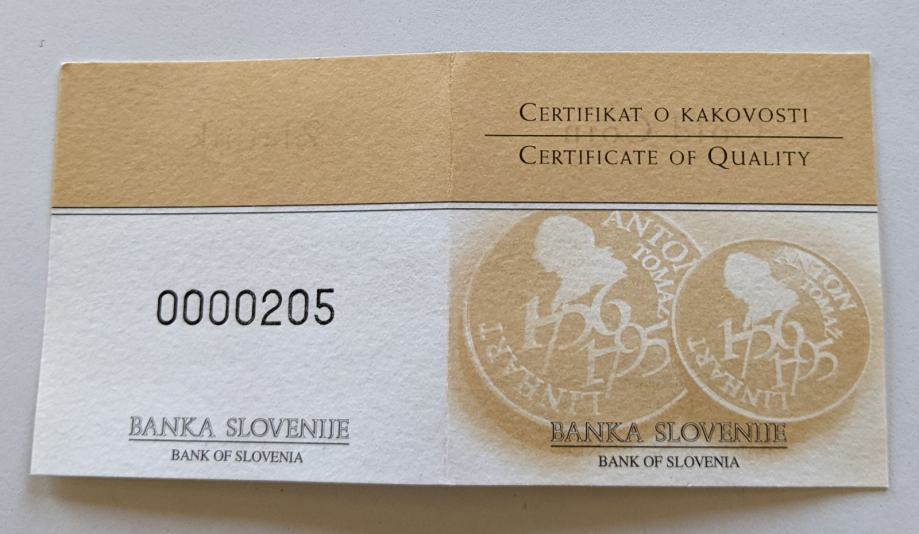 CERTIFIKAT O KAKOVOSTI
CERTIFICATE OF QUALITY
0000205
BANKA SLOVENIJE
BANK OF SLOVENIA
ANTON
TOMAŽ
LINHART
1756
1795
ANTON
TOMAŽ
LINHART
1756
1795
BANKA SLOVENIJE
BANK OF SLOVENIA